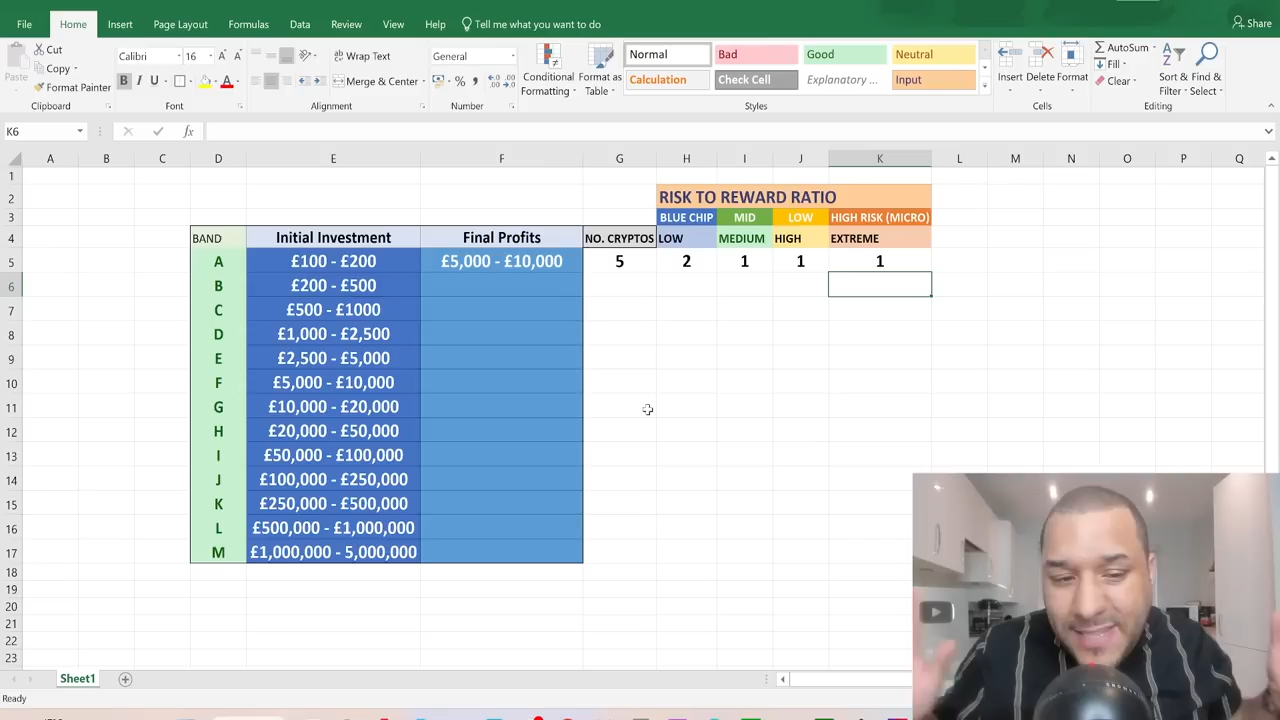 File Home Insert Page Layout Formulas Data Review View Help Tell me what you want to do Share
Cut
Copy
Format Painter
Paste
Clipboard
Calibri 16
B I U
Font
Wrap Text
Merge & Center
Alignment
General
Number
Conditional Formatting
Format as Table
Normal Bad Good Neutral
Calculation Check Cell Explanatory ... Input
Styles
Insert Delete Format
Cells
AutoSum
Fill
Clear
Sort & Filter
Find & Select
Editing
K6 fx
A B C D E F G H I J K L M N O P Q
1
2 RISK TO REWARD RATIO
3 BLUE CHIP MID LOW HIGH RISK (MICRO)
4 BAND Initial Investment Final Profits NO. CRYPTOS LOW MEDIUM HIGH EXTREME
5 A £100 - £200 £5,000 - £10,000 5 2 1 1 1
6 B £200 - £500
7 C £500 - £1000
8 D £1,000 - £2,500
9 E £2,500 - £5,000
10 F £5,000 - £10,000
11 G £10,000 - £20,000
12 H £20,000 - £50,000
13 I £50,000 - £100,000
14 J £100,000 - £250,000
15 K £250,000 - £500,000
16 L £500,000 - £1,000,000
17 M £1,000,000 - 5,000,000
18
19
20
21
22
23
Sheet1
Ready